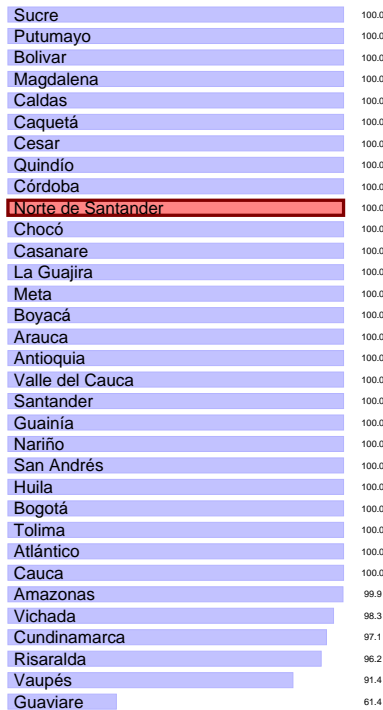 Sucre 100.0
Putumayo 100.0
Bolivar 100.0
Magdalena 100.0
Caldas 100.0
Caquetá 100.0
Cesar 100.0
Quindío 100.0
Córdoba 100.0
Norte de Santander 100.0
Chocó 100.0
Casanare 100.0
La Guajira 100.0
Meta 100.0
Boyacá 100.0
Arauca 100.0
Antioquia 100.0
Valle del Cauca 100.0
Santander 100.0
Guainía 100.0
Nariño 100.0
San Andrés 100.0
Huila 100.0
Bogotá 100.0
Tolima 100.0
Atlántico 100.0
Cauca 100.0
Amazonas 99.9
Vichada 98.3
Cundinamarca 97.1
Risaralda 96.2
Vaupés 91.4
Guaviare 61.4